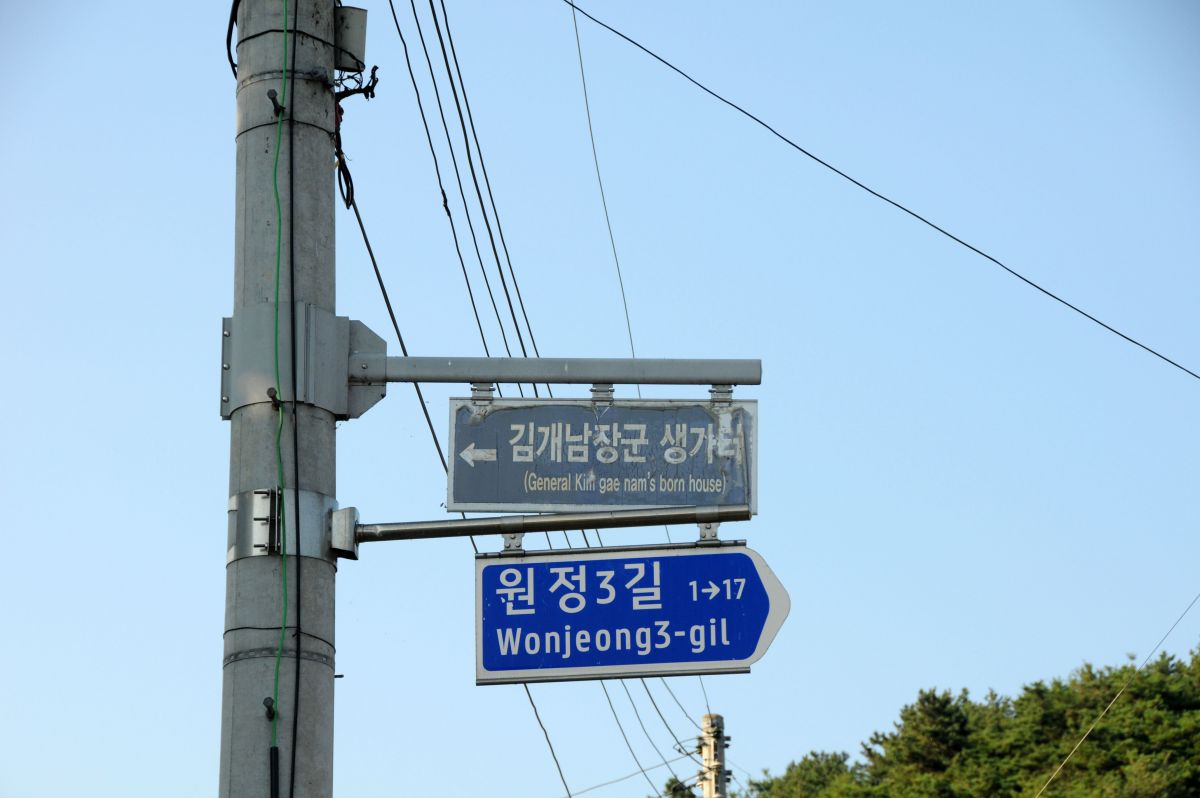 ← 김개남장군 생가터
(General Kim gae nam's born house)
원정3길 1→17
Wonjeong3-gil